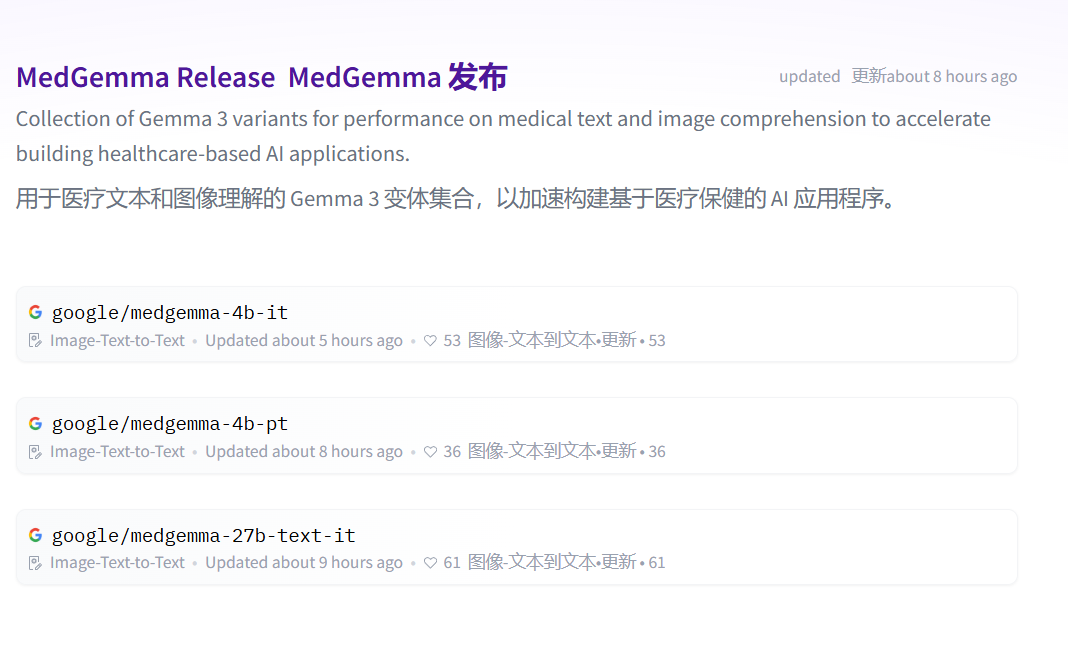 MedGemma Release MedGemma 发布
updated 更新about 8 hours ago
Collection of Gemma 3 variants for performance on medical text and image comprehension to accelerate
building healthcare-based AI applications.
用于医疗文本和图像理解的 Gemma 3 变体集合，以加速构建基于医疗保健的 AI 应用程序。
google/medgemma-4b-it
Image-Text-to-Text • Updated about 5 hours ago • ♡ 53 图像-文本到文本•更新 • 53
google/medgemma-4b-pt
Image-Text-to-Text • Updated about 8 hours ago • ♡ 36 图像-文本到文本•更新 • 36
google/medgemma-27b-text-it
Image-Text-to-Text • Updated about 9 hours ago • ♡ 61 图像-文本到文本•更新 • 61